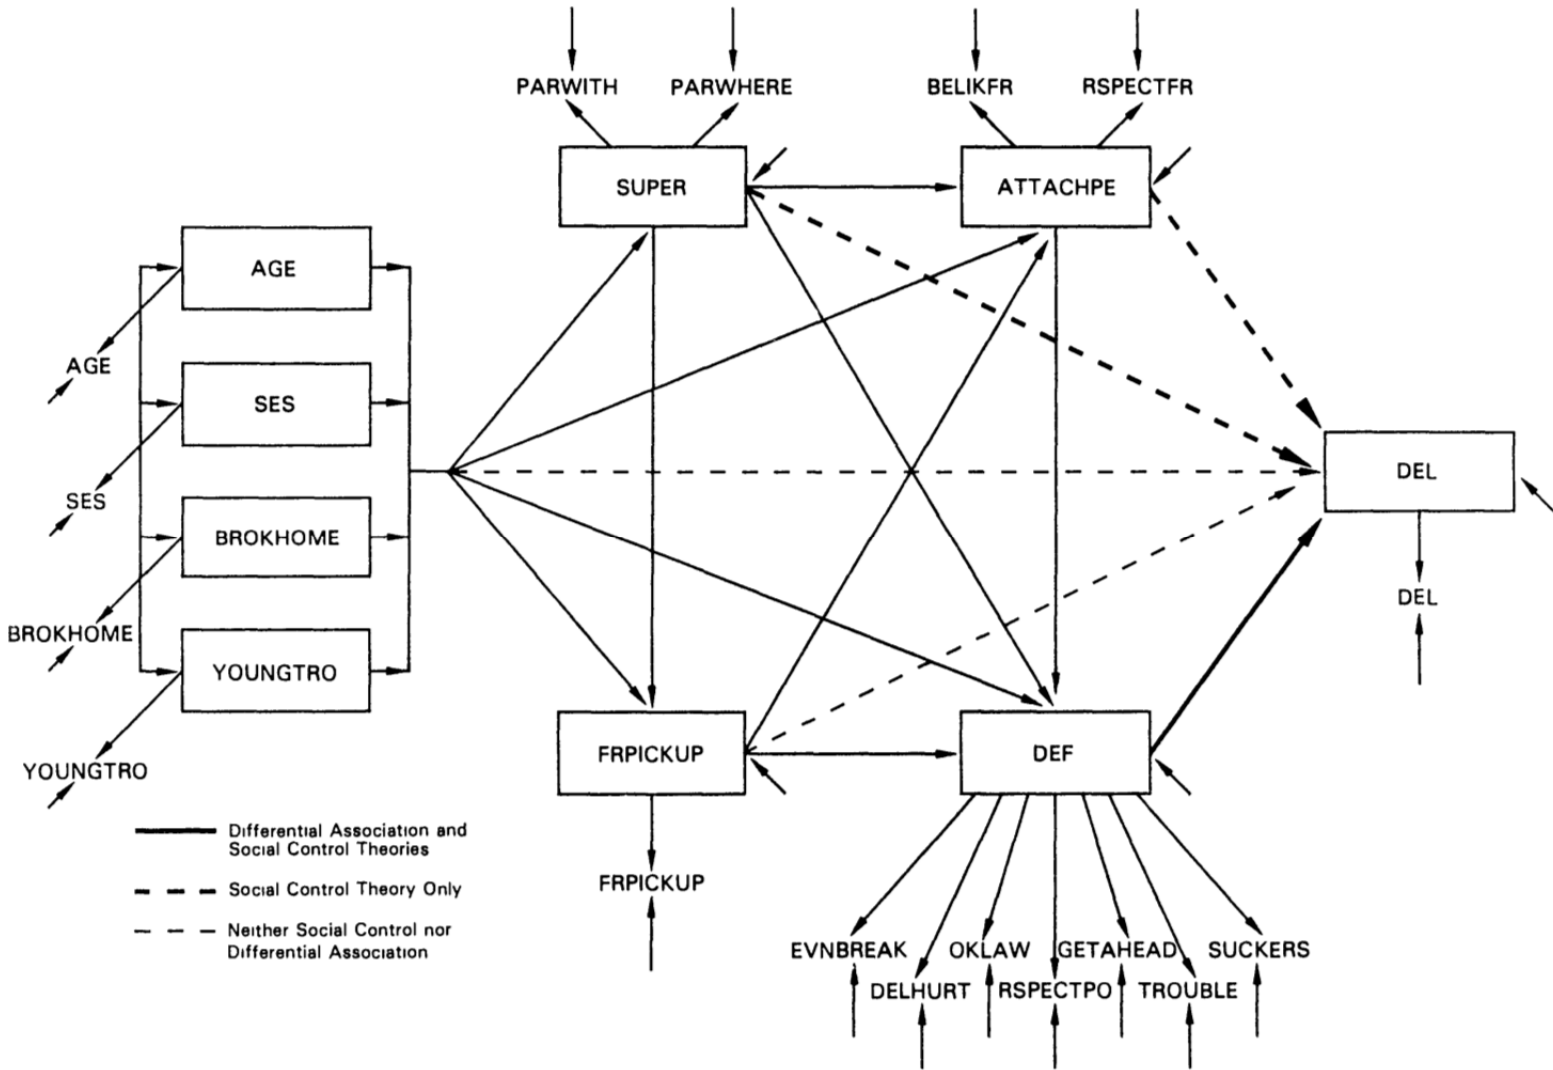 PARWITH PARWHERE BELIKFR RSPECTFR
SUPER ATTACHPE
AGE
AGE
SES
SES
DEL
BROKHOME
DEL
BROKHOME
YOUNGTRO
FRPICKUP DEF
YOUNGTRO
Differential Association and
Social Control Theories
Social Control Theory Only
FRPICKUP
Neither Social Control nor
Differential Association
EVNBREAK OKLAW GETAHEAD SUCKERS
DELHURT RSPECTPO TROUBLE